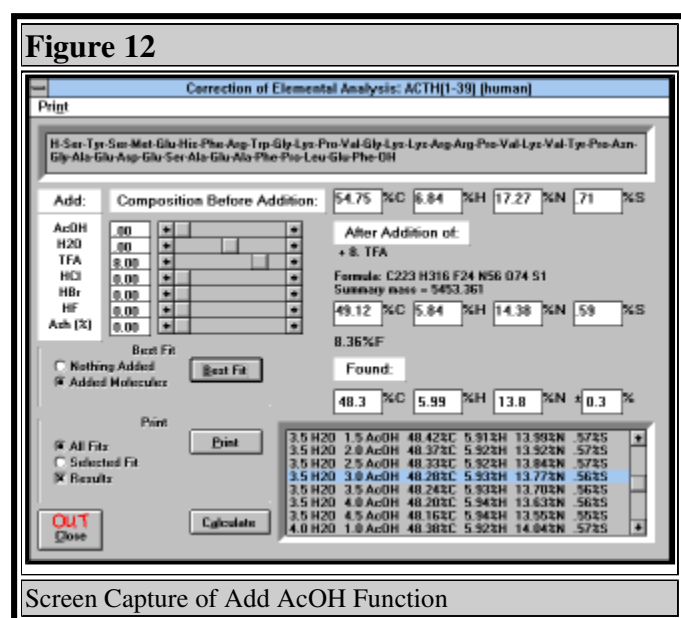 Figure 12
Correction of Elemental Analysis: ACTH[1-39] [human]
Print
H-Ser-Tyr-Ser-Met-Glu-His-Phe-Arg-Trp-Gly-Lys-Pro-Val-Gly-Lys-Lys-Arg-Arg-Pro-Val-Lys-Val-Tyr-Pro-Asn-
Gly-Ala-Glu-Asp-Glu-Ser-Ala-Glu-Ala-Phe-Pro-Leu-Glu-Phe-OH
Add: Composition Before Addition: 54.75 %C 6.84 %H 17.27 %N .71 %S
AcOH .00
H2O .00
TFA 8.00
HCl 0.00
HBr 0.00
HF 0.00
Ash (%) 0.00
After Addition of:
+ 8. TFA
Formula: C223 H316 F24 N56 O74 S1
Summary mass = 5453.361
49.12 %C 5.84 %H 14.38 %N .59 %S
8.36%F
Best Fit
Nothing Added
Added Molecules
Best Fit
Found:
48.3 %C 5.99 %H 13.8 %N ± 0.3 %
Print
All Fits
Selected Fit
Results
Print
OUT
Close
Calculate
3.5 H2O 1.5 AcOH 48.42%C 5.91%H 13.99%N .57%S
3.5 H2O 2.0 AcOH 48.37%C 5.92%H 13.92%N .57%S
3.5 H2O 2.5 AcOH 48.33%C 5.92%H 13.84%N .57%S
3.5 H2O 3.0 AcOH 48.28%C 5.93%H 13.77%N .56%S
3.5 H2O 3.5 AcOH 48.24%C 5.93%H 13.70%N .56%S
3.5 H2O 4.0 AcOH 48.20%C 5.94%H 13.63%N .56%S
3.5 H2O 4.5 AcOH 48.16%C 5.94%H 13.55%N .55%S
4.0 H2O 1.0 AcOH 48.38%C 5.92%H 14.04%N .57%S
Screen Capture of Add AcOH Function